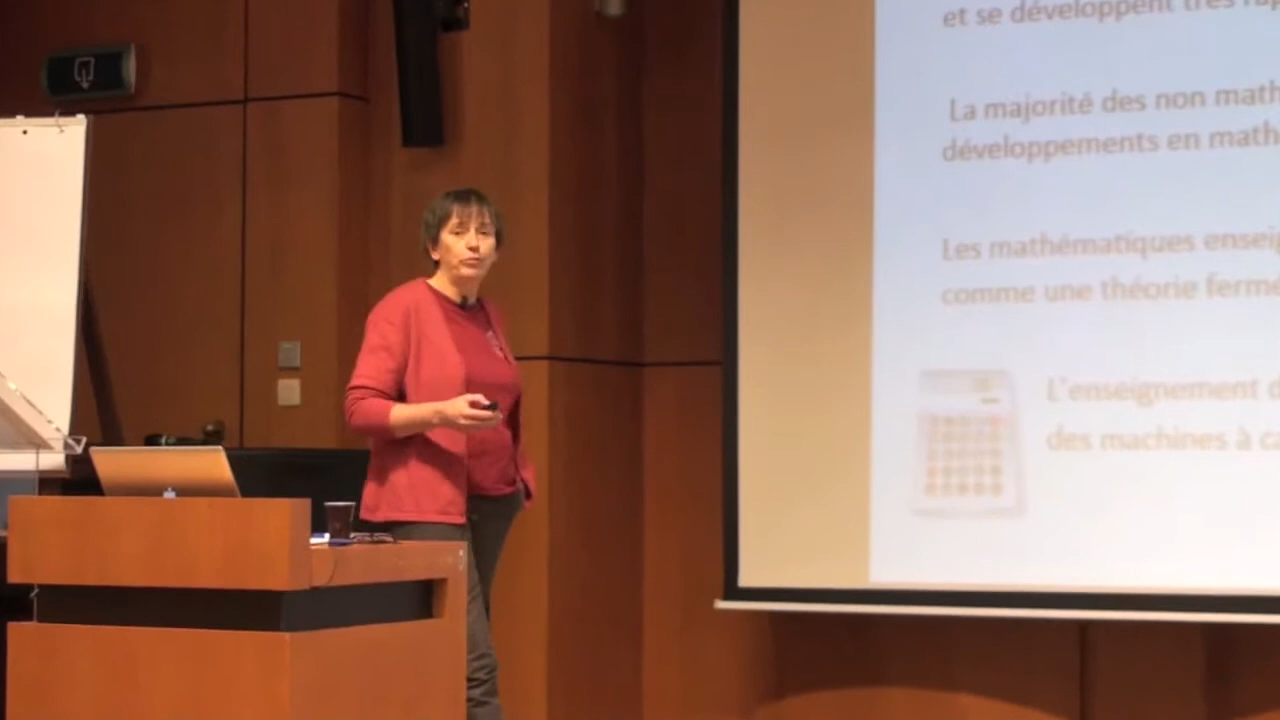 et se développent très
La majorité des non math
développements en math
Les mathématiques enseig
comme une théorie fermé
L'enseignement d
des machines à ca